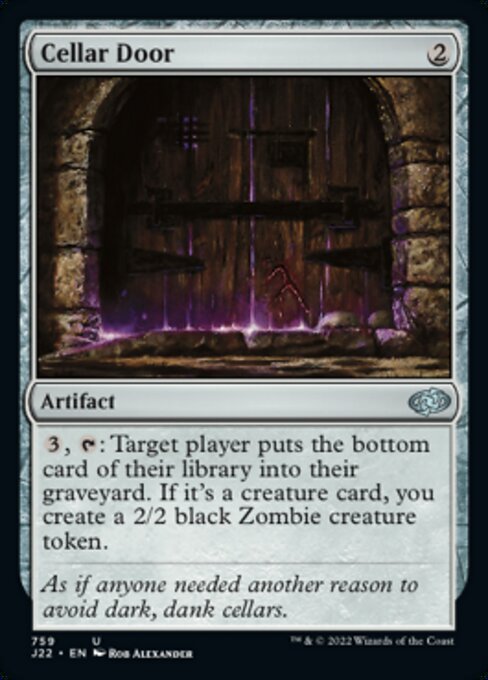 Cellar Door 2
Artifact
3, : Target player puts the bottom
card of their library into their
graveyard. If it's a creature card, you
create a 2/2 black Zombie creature
token.
As if anyone needed another reason to
avoid dark, dank cellars.
759 U
J22 • EN Rob Alexander
™ & © 2022 Wizards of the Coast